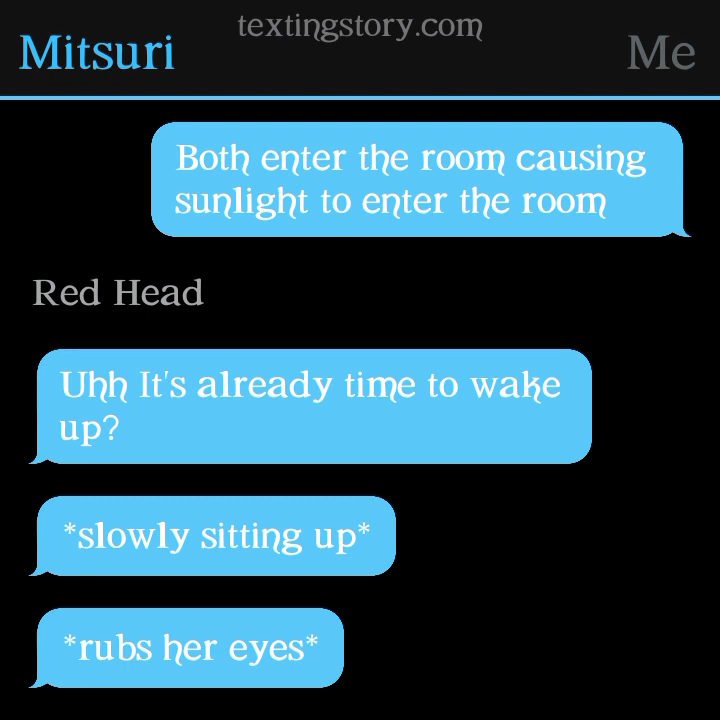 textingstory.com
Mitsuri
Me
Both enter the room causing
sunlight to enter the room
Red Head
Uhh It's already time to wake
up?
*slowly sitting up*
*rubs her eyes*